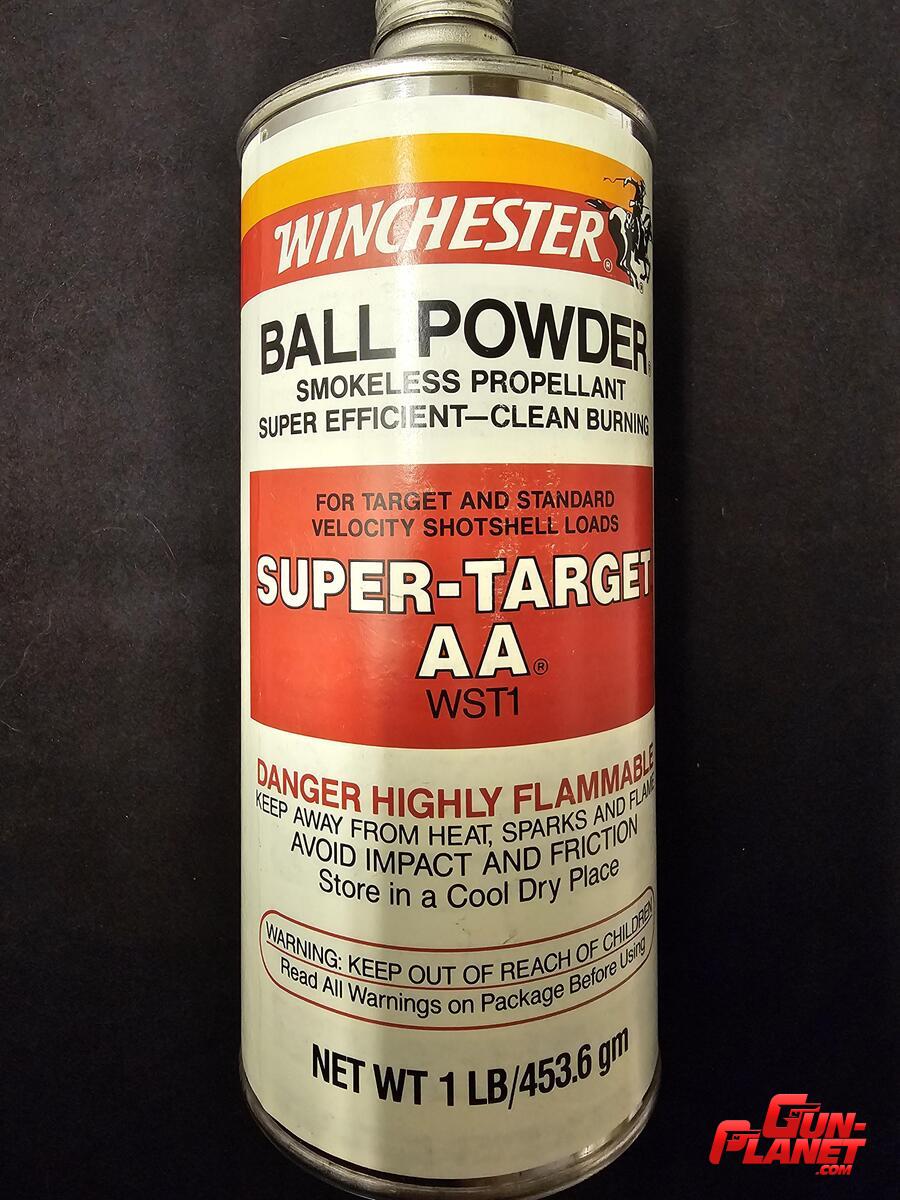 WINCHESTER®
BALL POWDER®
SMOKELESS PROPELLANT
SUPER EFFICIENT—CLEAN BURNING
FOR TARGET AND STANDARD
VELOCITY SHOTSHELL LOADS
SUPER-TARGET
AA®
WST1
DANGER HIGHLY FLAMMABLE
KEEP AWAY FROM HEAT, SPARKS AND FLAME
AVOID IMPACT AND FRICTION
Store in a Cool Dry Place
WARNING: KEEP OUT OF REACH OF CHILDREN
Read All Warnings on Package Before Using
NET WT 1 LB/453.6 gm
GUN-
PLANET
.COM